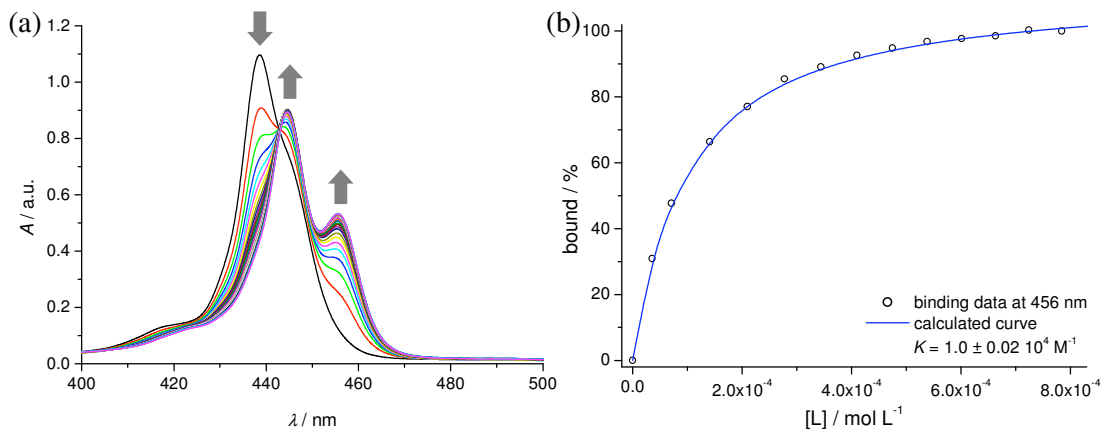 (a)
1.2
1.0
0.8
0.6
0.4
0.2
0.0
A / a.u.
400
420
440
460
480
500
λ / nm
(b)
100
80
60
40
20
0
bound / %
binding data at 456 nm
calculated curve
K = 1.0 ± 0.02 10⁴ M⁻¹
0.0
2.0x10⁻⁴
4.0x10⁻⁴
6.0x10⁻⁴
8.0x10⁻⁴
[L] / mol L⁻¹